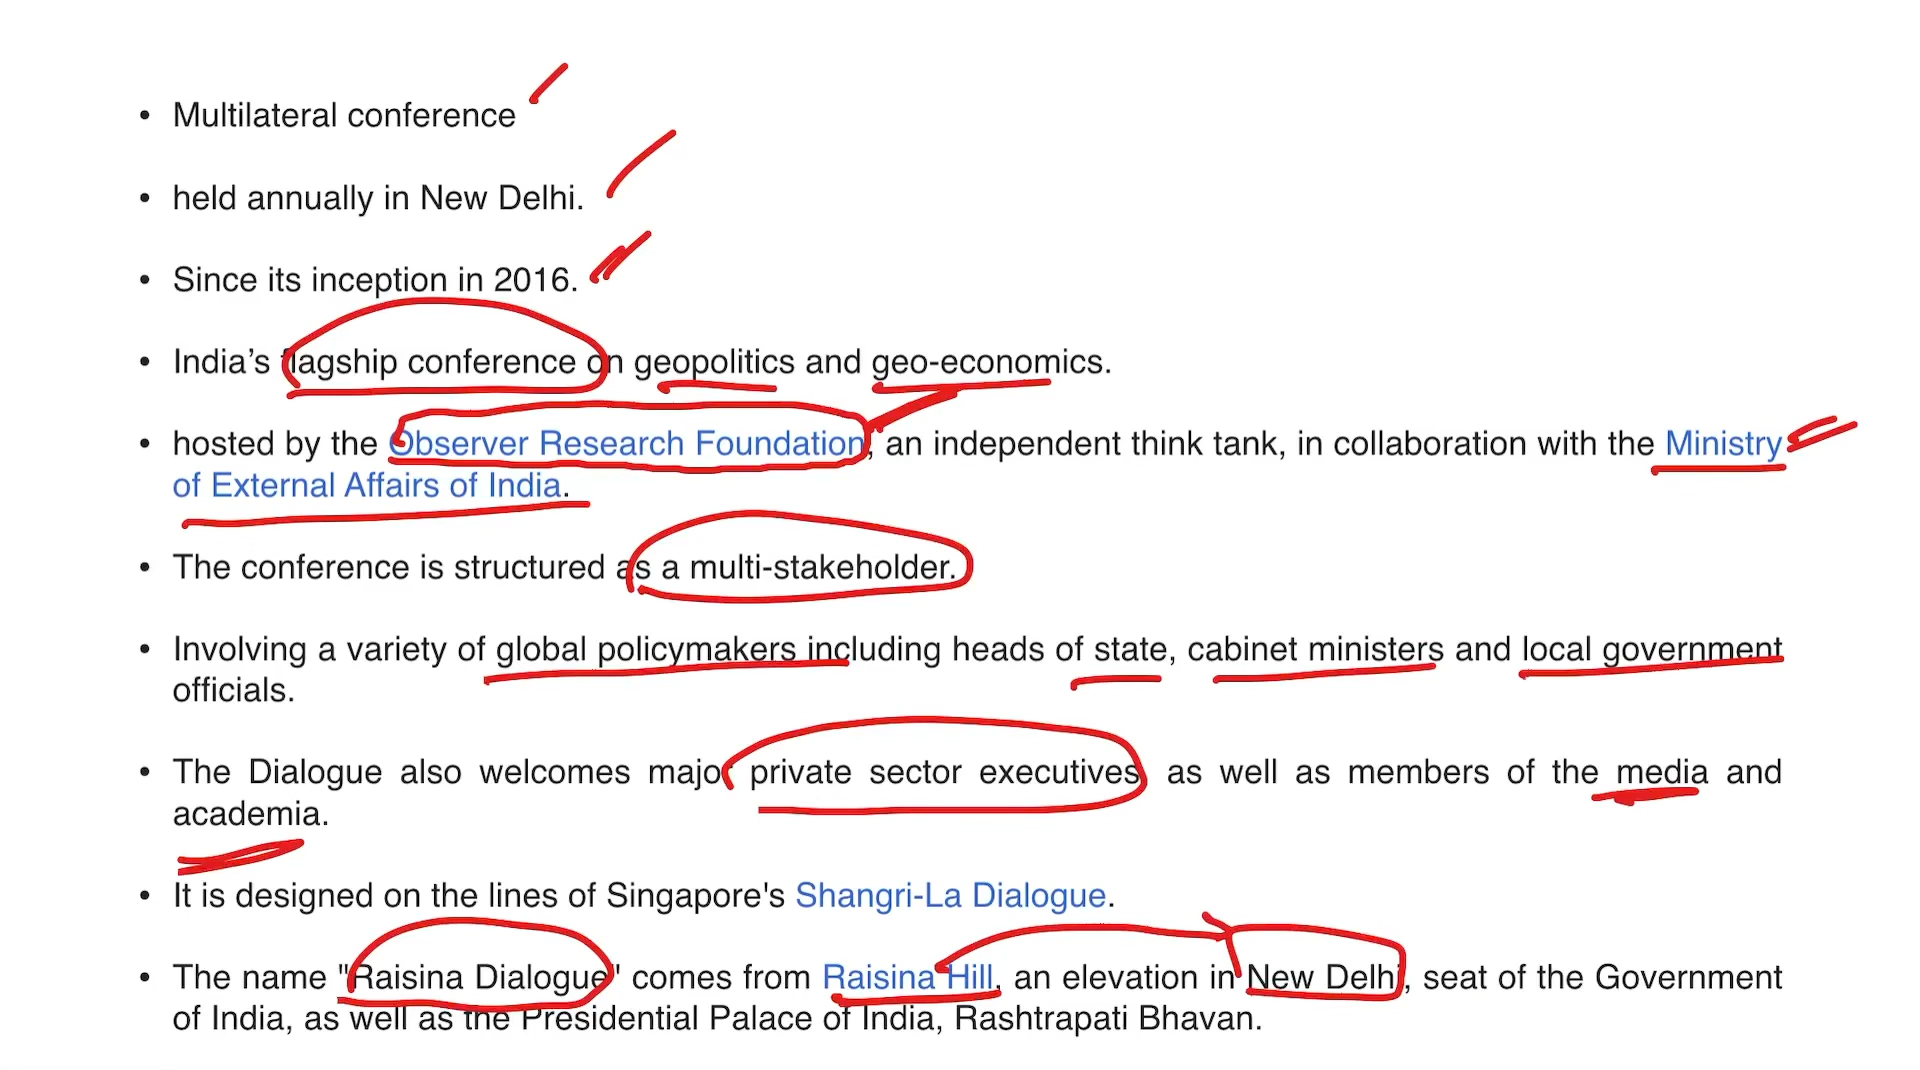 • Multilateral conference
• held annually in New Delhi.
• Since its inception in 2016.
• India’s flagship conference on geopolitics and geo-economics.
• hosted by the Observer Research Foundation, an independent think tank, in collaboration with the Ministry
of External Affairs of India.
• The conference is structured as a multi-stakeholder.
• Involving a variety of global policymakers including heads of state, cabinet ministers and local government
officials.
• The Dialogue also welcomes major private sector executives as well as members of the media and
academia.
• It is designed on the lines of Singapore's Shangri-La Dialogue.
• The name "Raisina Dialogue" comes from Raisina Hill, an elevation in New Delhi, seat of the Government
of India, as well as the Presidential Palace of India, Rashtrapati Bhavan.